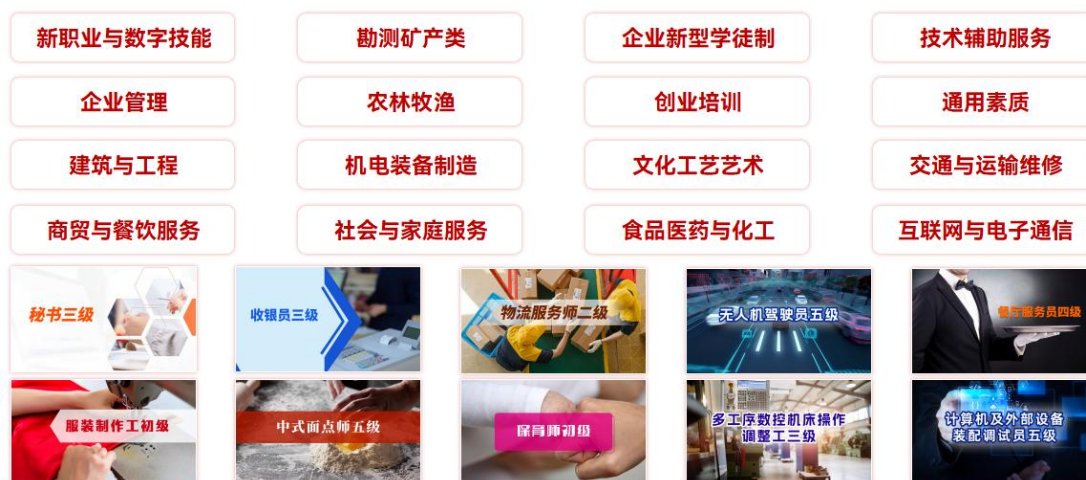 新职业与数字技能
勘测矿产类
企业新型学徒制
技术辅助服务
企业管理
农林牧渔
创业培训
通用素质
建筑与工程
机电装备制造
文化工艺艺术
交通与运输维修
商贸与餐饮服务
社会与家庭服务
食品医药与化工
互联网与电子通信
秘书三级
收银员三级
物流服务师二级
无人机驾驶员五级
餐厅服务员四级
服装制作工初级
中式面点师五级
保育师初级
多工序数控机床操作
调整工三级
计算机及外部设备
装配调试员五级